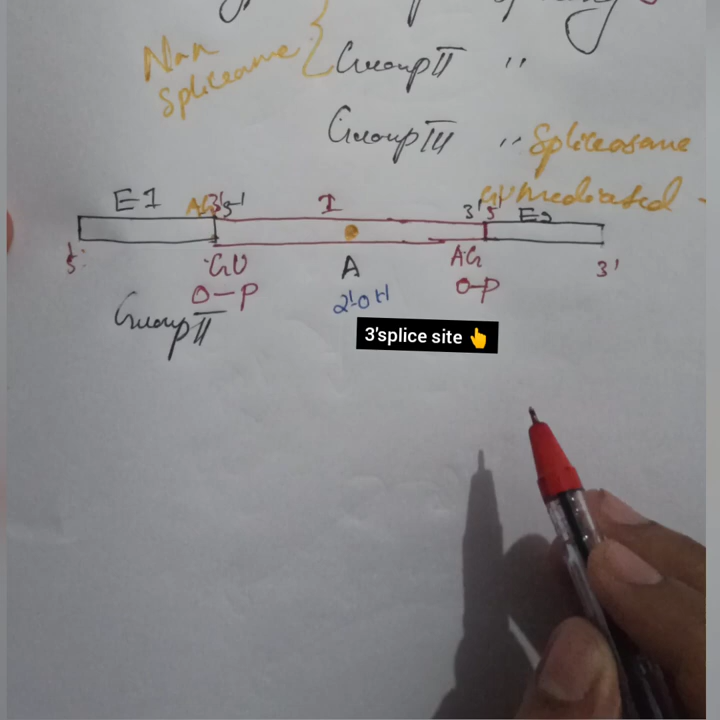 Non
Spliceosome
Group II "
Group III " Spliceosome
mediated
E1 AG 3' 5' I 3' 5' E2
5' GU A AG 3'
O-P 2'-OH O-P
Group II
3'splice site 👆